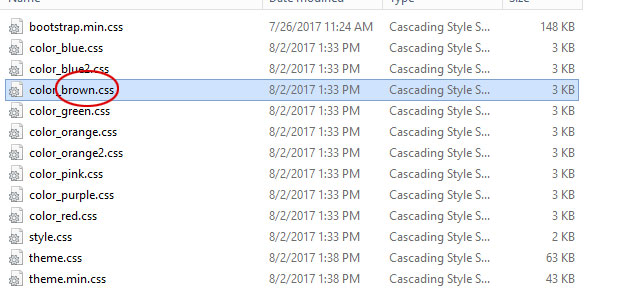 Name Date modified Type Size
bootstrap.min.css 7/26/2017 11:24 AM Cascading Style S... 148 KB
color_blue.css 8/2/2017 1:33 PM Cascading Style S... 3 KB
color_blue2.css 8/2/2017 1:33 PM Cascading Style S... 3 KB
color_brown.css 8/2/2017 1:33 PM Cascading Style S... 3 KB
color_green.css 8/2/2017 1:33 PM Cascading Style S... 3 KB
color_orange.css 8/2/2017 1:33 PM Cascading Style S... 3 KB
color_orange2.css 8/2/2017 1:33 PM Cascading Style S... 3 KB
color_pink.css 8/2/2017 1:33 PM Cascading Style S... 3 KB
color_purple.css 8/2/2017 1:33 PM Cascading Style S... 3 KB
color_red.css 8/2/2017 1:33 PM Cascading Style S... 3 KB
style.css 8/2/2017 1:33 PM Cascading Style S... 2 KB
theme.css 8/2/2017 1:38 PM Cascading Style S... 63 KB
theme.min.css 8/2/2017 1:38 PM Cascading Style S... 43 KB